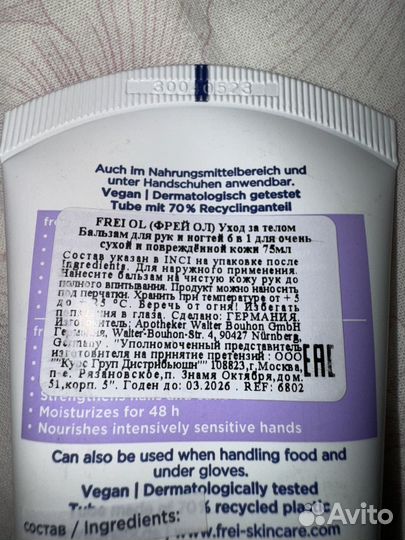 30040523
Auch im Nahrungsmittelbereich und
unter Handschuhen anwendbar.
Vegan | Dermatologisch getestet
Tube mit 70 % Recyclinganteil
FREI OL (ФРЕЙ ОЛ) Уход за телом
Бальзам для рук и ногтей 6 в 1 для очень
сухой и повреждённой кожи 75мл
Состав указан в INCI на упаковке после
Ingredients. Для наружного применения.
Нанесите бальзам на чистую кожу рук до
полного впитывания. Продукт можно наносить
под перчатки. Хранить при температуре от + 5
до + 25 °C. Беречь от огня! Избегать
попадания в глаза. Сделано: ГЕРМАНИЯ.
Изготовитель: Apotheker Walter Bouhon GmbH
Германия, Walter-Bouhon-Str. 4, 90427 Nürnberg,
Germany . "Уполномоченный представитель
изготовителя на принятие претензий : ООО
""Курс Груп Дистрибьюшн"" 108823,г.Москва,
п-е. Рязановское,п. Знамя Октября,дом.
51,корп. 5". Годен до: 03.2026 . REF: 6802
EAC
fre
Strengthens nails and
• Moisturizes for 48 h
• Nourishes intensively sensitive hands
Can also be used when handling food and
under gloves.
Vegan | Dermatologically tested
Tube made of 70 % recycled plastic
состав / Ingredients:
www.frei-skincare.com
Avito